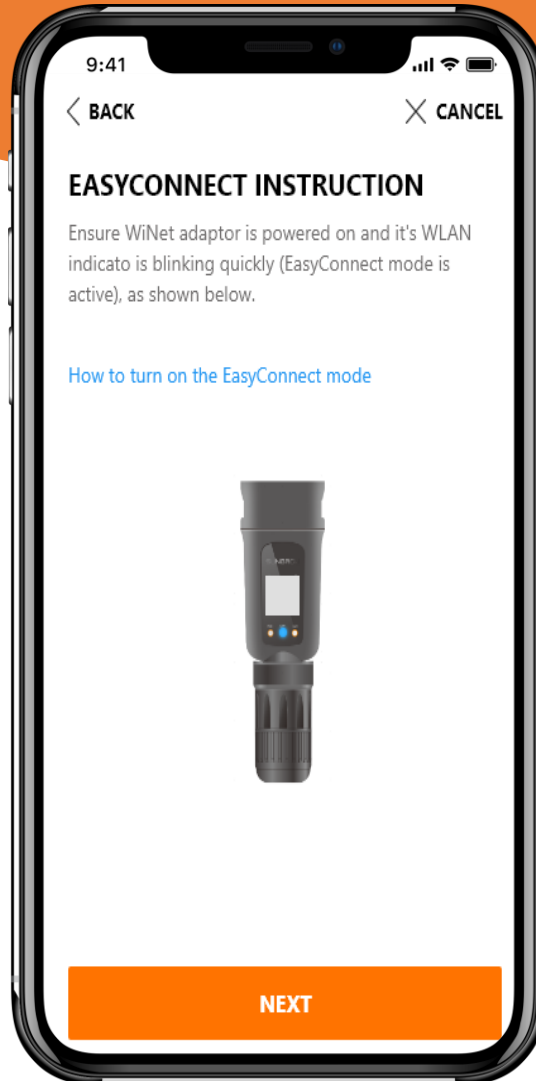 9:41
BACK
CANCEL
EASYCONNECT INSTRUCTION
Ensure WiNet adaptor is powered on and it's WLAN
indicato is blinking quickly (EasyConnect mode is
active), as shown below.
How to turn on the EasyConnect mode
NEXT